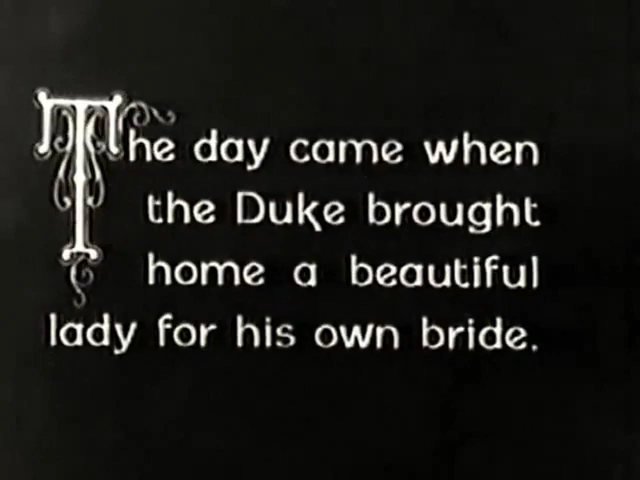 The day came when
the Duke brought
home a beautiful
lady for his own bride.